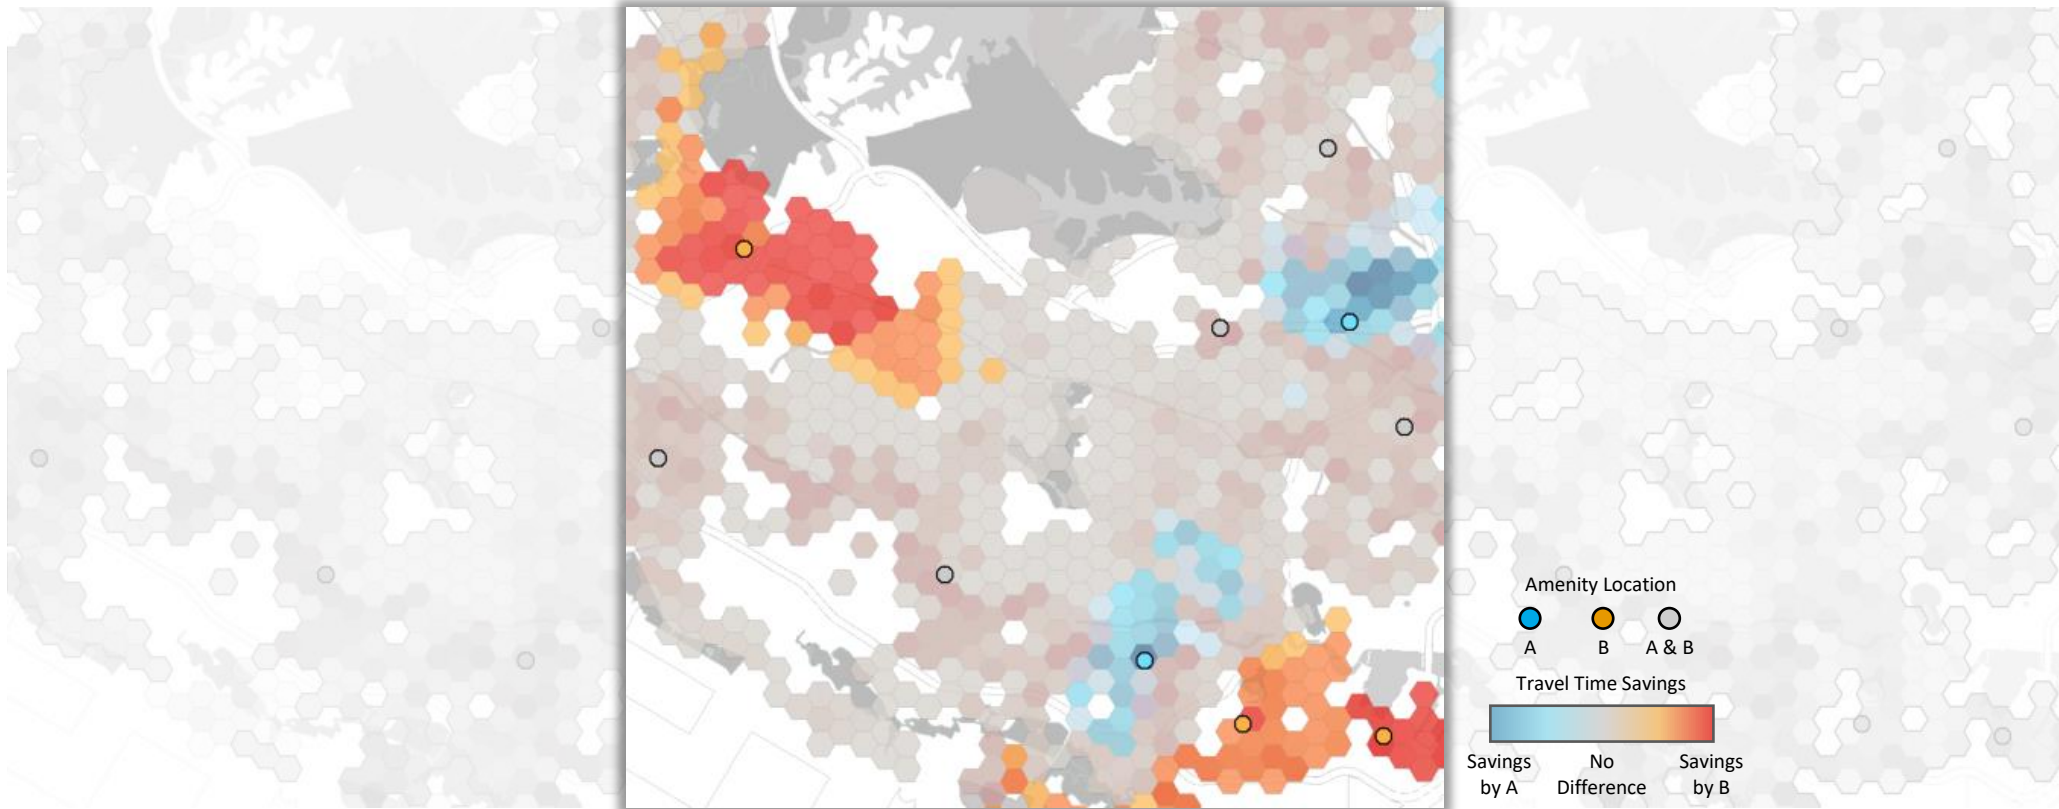 Amenity Location
A B A & B
Travel Time Savings
Savings No Savings
by A Difference by B